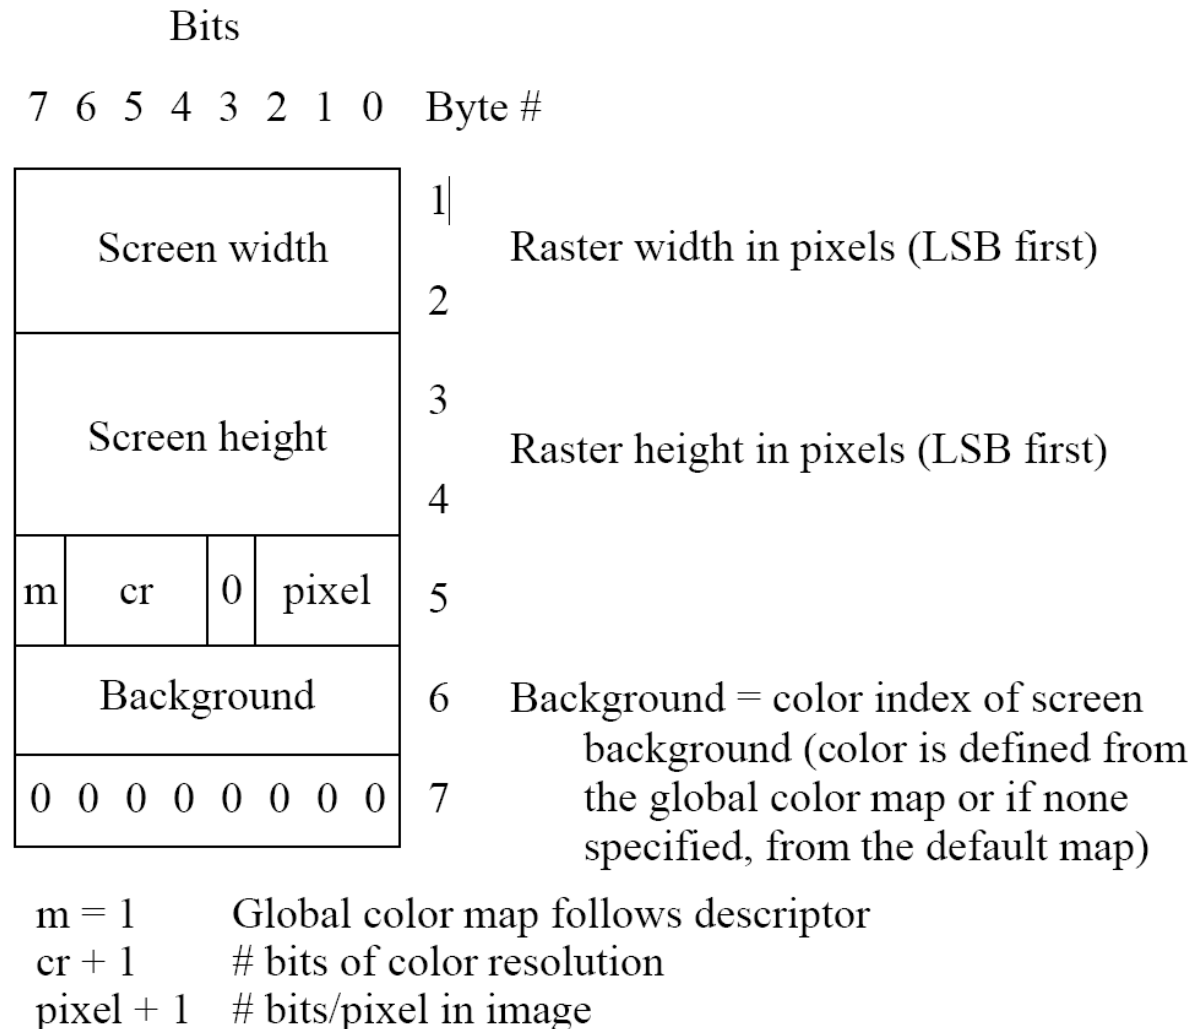 Bits
7 6 5 4 3 2 1 0 Byte #
1
Screen width Raster width in pixels (LSB first)
2
3
Screen height Raster height in pixels (LSB first)
4
m cr 0 pixel 5
Background 6 Background = color index of screen
background (color is defined from
0 0 0 0 0 0 0 0 7 the global color map or if none
specified, from the default map)
m = 1 Global color map follows descriptor
cr + 1 # bits of color resolution
pixel + 1 # bits/pixel in image